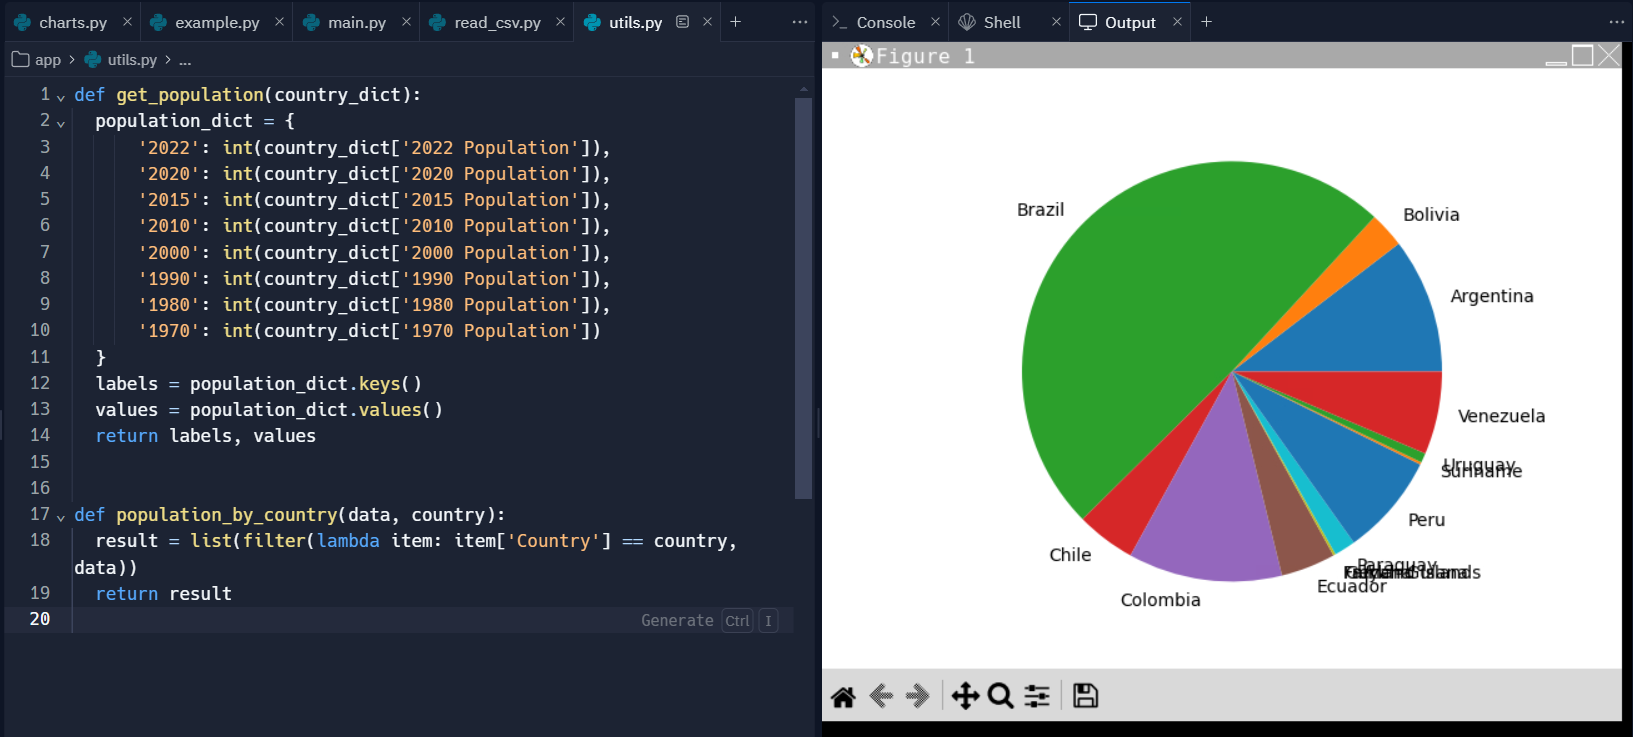 charts.py
example.py
main.py
read_csv.py
utils.py
app > utils.py > ...
1 def get_population(country_dict):
2 population_dict = {
3 '2022': int(country_dict['2022 Population']),
4 '2020': int(country_dict['2020 Population']),
5 '2015': int(country_dict['2015 Population']),
6 '2010': int(country_dict['2010 Population']),
7 '2000': int(country_dict['2000 Population']),
8 '1990': int(country_dict['1990 Population']),
9 '1980': int(country_dict['1980 Population']),
10 '1970': int(country_dict['1970 Population'])
11 }
12 labels = population_dict.keys()
13 values = population_dict.values()
14 return labels, values
15
16
17 def population_by_country(data, country):
18 result = list(filter(lambda item: item['Country'] == country,
data))
19 return result
20
Generate Ctrl I
Console
Shell
Output
Figure 1
Brazil
Bolivia
Argentina
Venezuela
Uruguay
Suriname
Peru
Paraguay
Ecuador
Colombia
Chile